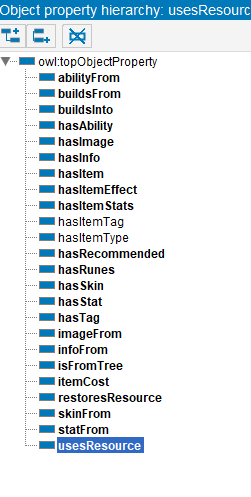 Object property hierarchy: usesResourc
owl:topObjectProperty
abilityFrom
buildsFrom
buildsInto
hasAbility
hasImage
hasInfo
hasItem
hasItemEffect
hasItemStats
hasItemTag
hasItemType
hasRecommended
hasRunes
hasSkin
hasStat
hasTag
imageFrom
infoFrom
isFromTree
itemCost
restoresResource
skinFrom
statFrom
usesResource